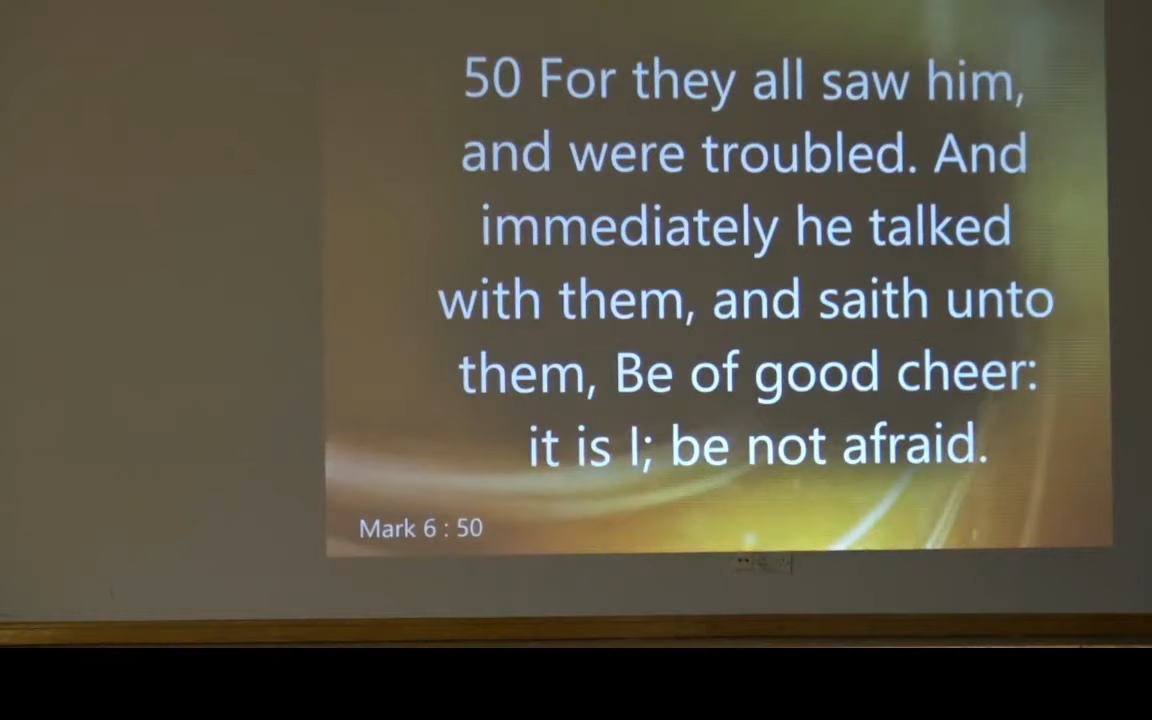 50 For they all saw him,
and were troubled. And
immediately he talked
with them, and saith unto
them, Be of good cheer:
it is I; be not afraid.
Mark 6 : 50